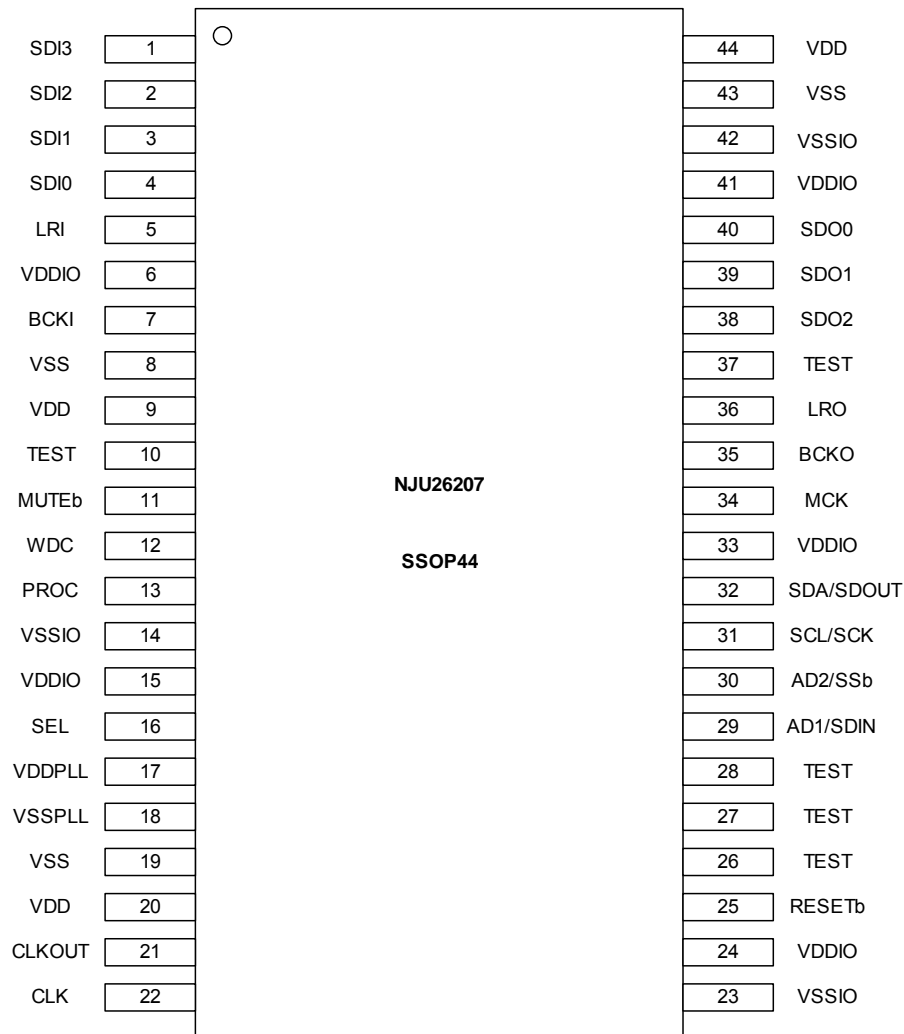 SDI3 1 44 VDD
SDI2 2 43 VSS
SDI1 3 42 VSSIO
SDI0 4 41 VDDIO
LRI 5 40 SDO0
VDDIO 6 39 SDO1
BCKI 7 38 SDO2
VSS 8 37 TEST
VDD 9 36 LRO
TEST 10 35 BCKO
NJU26207
MUTEb 11 34 MCK
WDC 12 33 VDDIO
SSOP44
PROC 13 32 SDA/SDOUT
VSSIO 14 31 SCL/SCK
VDDIO 15 30 AD2/SSb
SEL 16 29 AD1/SDIN
VDDPLL 17 28 TEST
VSSPLL 18 27 TEST
VSS 19 26 TEST
VDD 20 25 RESETb
CLKOUT 21 24 VDDIO
CLK 22 23 VSSIO